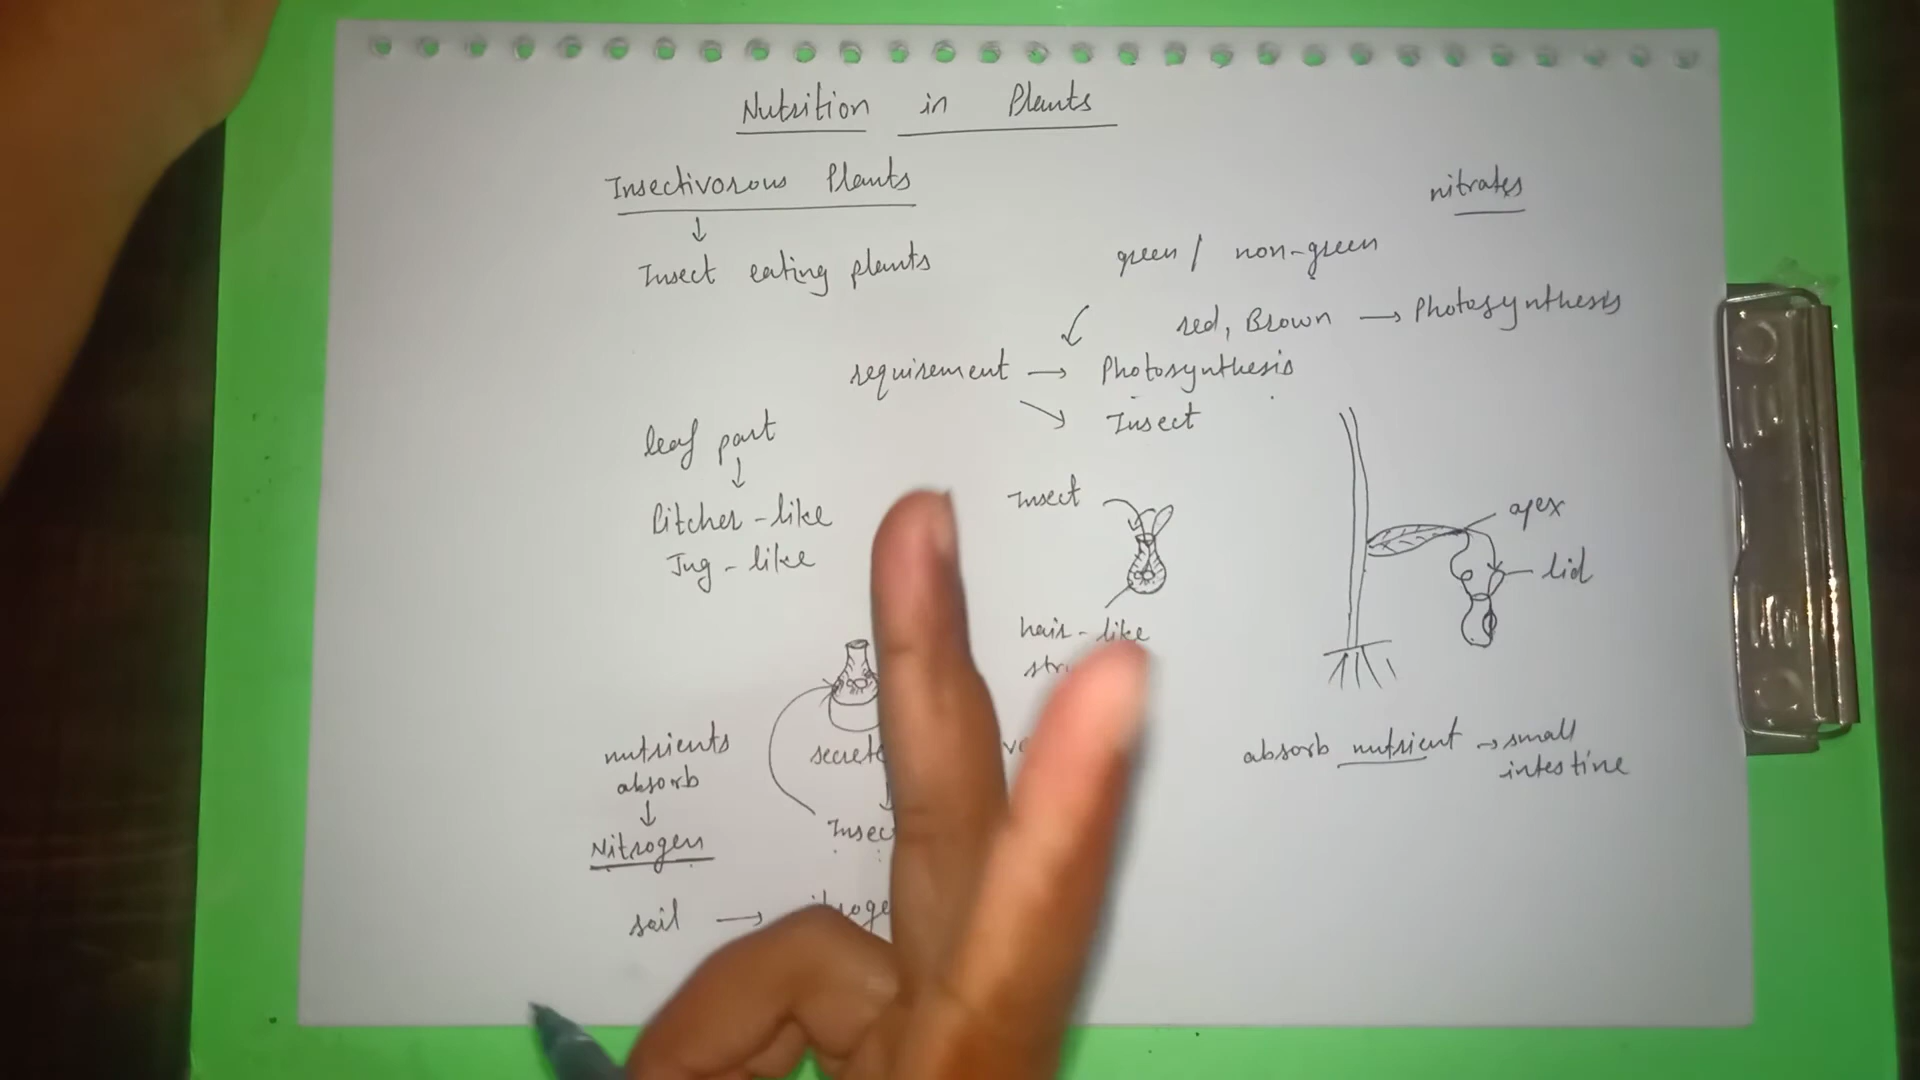 Nutrition in Plants
Insectivorous Plants
nitrates
Insect eating plants
green / non-green
red, Brown → Photosynthesis
requirement → Photosynthesis
Insect
leaf part
Pitcher-like
Jug-like
Insect
apex
lid
hair-like
nutrients
absorb
absorb nutrient → small
intestine
Nitrogen
soil →